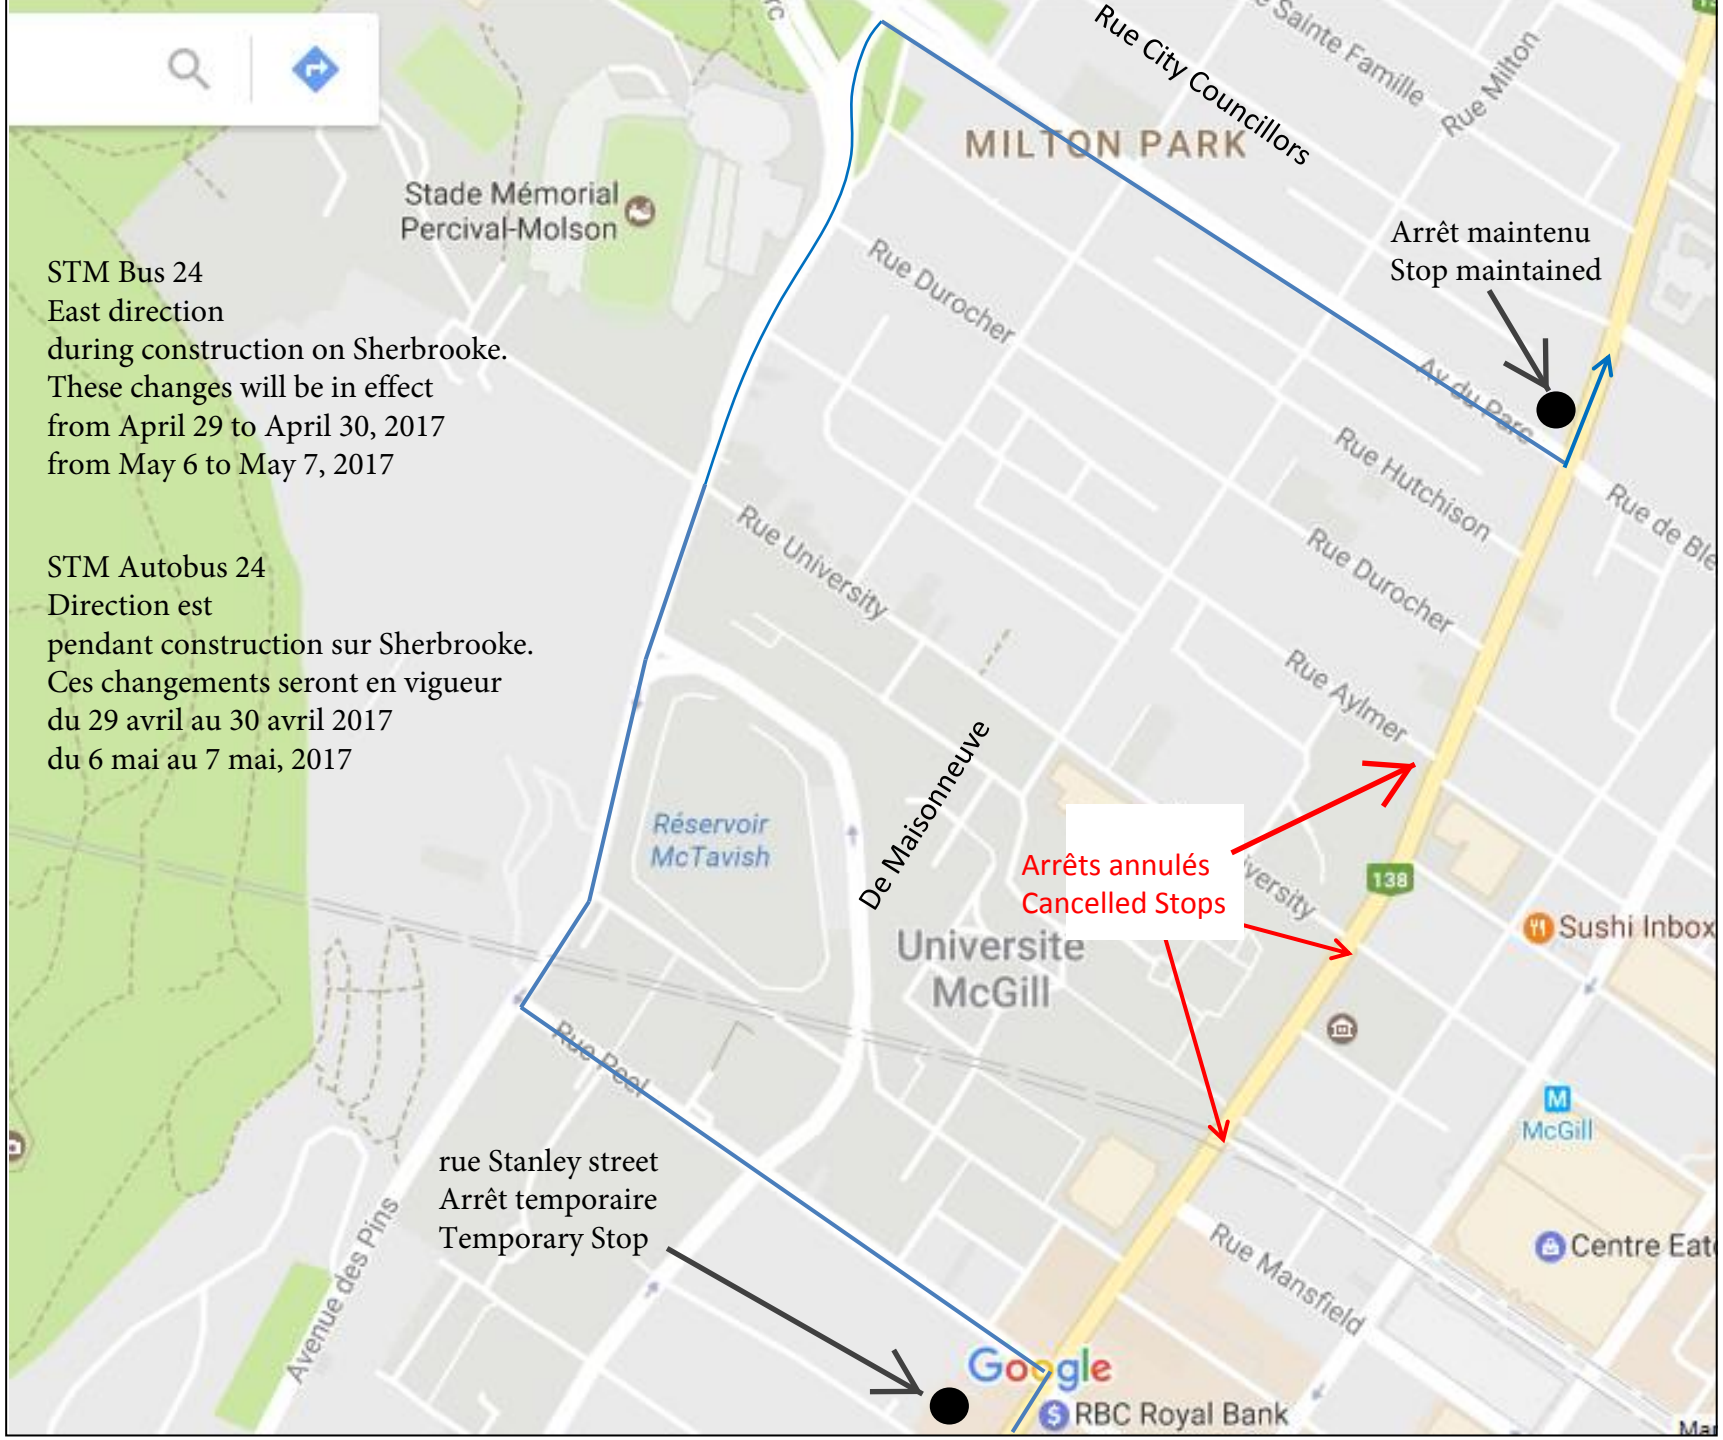 rc
Rue City Councillors
e Sainte Famille
Rue Milton
MILTON PARK
Stade Mémorial
Percival-Molson
Arrêt maintenu
Stop maintained
STM Bus 24
East direction
during construction on Sherbrooke.
These changes will be in effect
from April 29 to April 30, 2017
from May 6 to May 7, 2017
Rue Durocher
Av du Parc
Rue Hutchison
Rue de Ble
Rue University
Rue Durocher
STM Autobus 24
Direction est
pendant construction sur Sherbrooke.
Ces changements seront en vigueur
du 29 avril au 30 avril 2017
du 6 mai au 7 mai, 2017
Rue Aylmer
De Maisonneuve
Réservoir
McTavish
Arrêts annulés
Cancelled Stops
iversity
138
Sushi Inbox
Université
McGill
Rue Peel
M
McGill
rue Stanley street
Arrêt temporaire
Temporary Stop
Avenue des Pins
Rue Mansfield
Centre Eat
Google
$ RBC Royal Bank